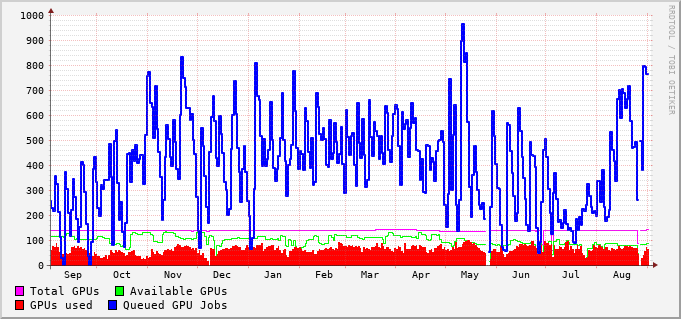 1000
900
800
700
600
500
400
300
200
100
0
Sep Oct Nov Dec Jan Feb Mar Apr May Jun Jul Aug
Total GPUs Available GPUs
GPUs used Queued GPU Jobs
RRDTOOL / TOBI OETIKER